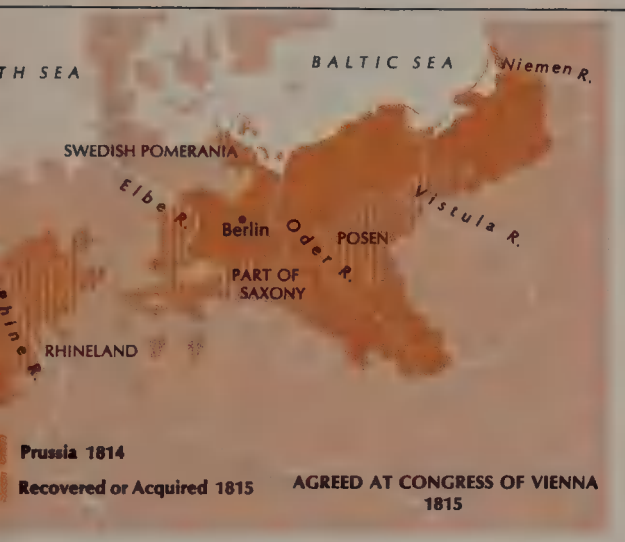 TH SEA
BALTIC SEA
Niemen R.
SWEDISH POMERANIA
Elbe R.
Berlin
Oder R.
POSEN
Vistula R.
PART OF
SAXONY
Rhine R.
RHINELAND
Prussia 1814
Recovered or Acquired 1815
AGREED AT CONGRESS OF VIENNA
1815